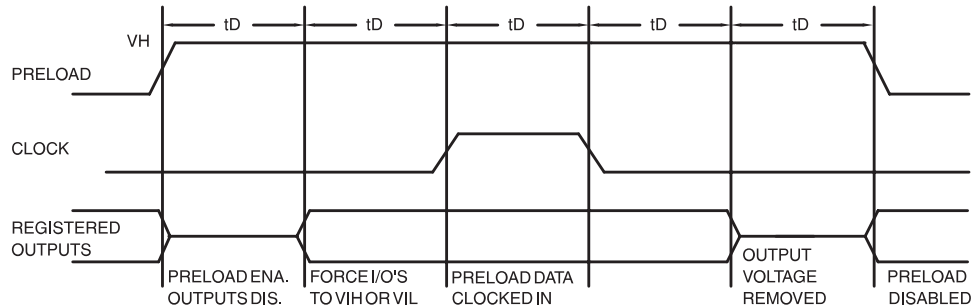 tD tD tD tD tD
VH
PRELOAD
CLOCK
REGISTERED
OUTPUTS
PRELOAD ENA.
OUTPUTS DIS.
FORCE I/O'S
TO VIH OR VIL
PRELOAD DATA
CLOCKED IN
OUTPUT
VOLTAGE
REMOVED
PRELOAD
DISABLED